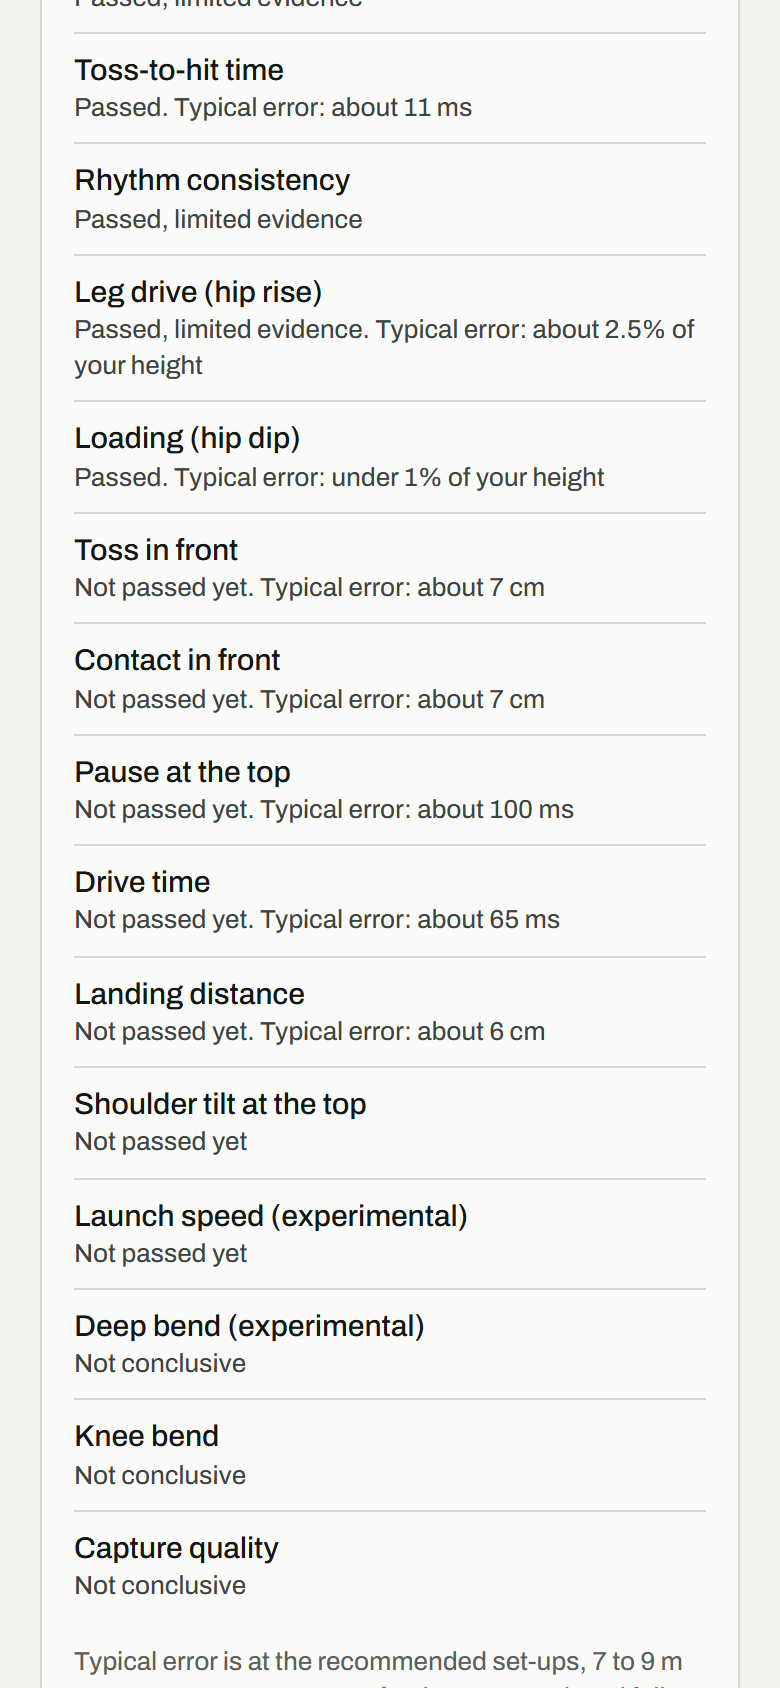 Passed, limited evidence
Toss-to-hit time
Passed. Typical error: about 11 ms
Rhythm consistency
Passed, limited evidence
Leg drive (hip rise)
Passed, limited evidence. Typical error: about 2.5% of
your height
Loading (hip dip)
Passed. Typical error: under 1% of your height
Toss in front
Not passed yet. Typical error: about 7 cm
Contact in front
Not passed yet. Typical error: about 7 cm
Pause at the top
Not passed yet. Typical error: about 100 ms
Drive time
Not passed yet. Typical error: about 65 ms
Landing distance
Not passed yet. Typical error: about 6 cm
Shoulder tilt at the top
Not passed yet
Launch speed (experimental)
Not passed yet
Deep bend (experimental)
Not conclusive
Knee bend
Not conclusive
Capture quality
Not conclusive
Typical error is at the recommended set-ups, 7 to 9 m